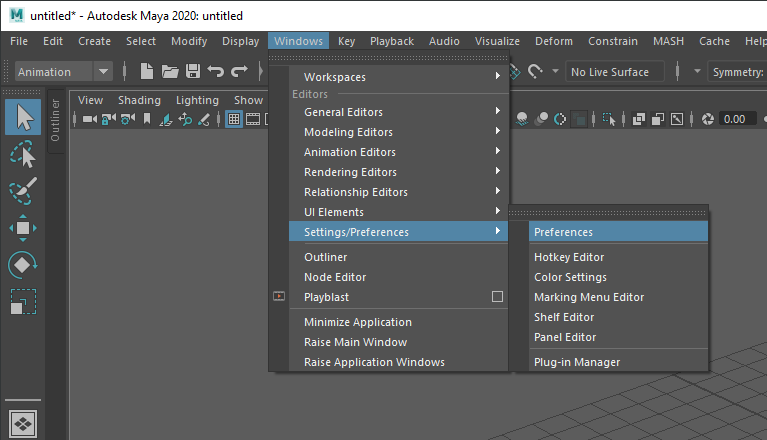 untitled* - Autodesk Maya 2020: untitled
File Edit Create Select Modify Display Windows Key Playback Audio Visualize Deform Constrain MASH Cache Help
Animation No Live Surface Symmetry:
View Shading Lighting Show
0.00
Outliner
Workspaces
Editors
General Editors
Modeling Editors
Animation Editors
Rendering Editors
Relationship Editors
UI Elements
Settings/Preferences
Outliner
Node Editor
Playblast
Minimize Application
Raise Main Window
Raise Application Windows
Preferences
Hotkey Editor
Color Settings
Marking Menu Editor
Shelf Editor
Panel Editor
Plug-in Manager